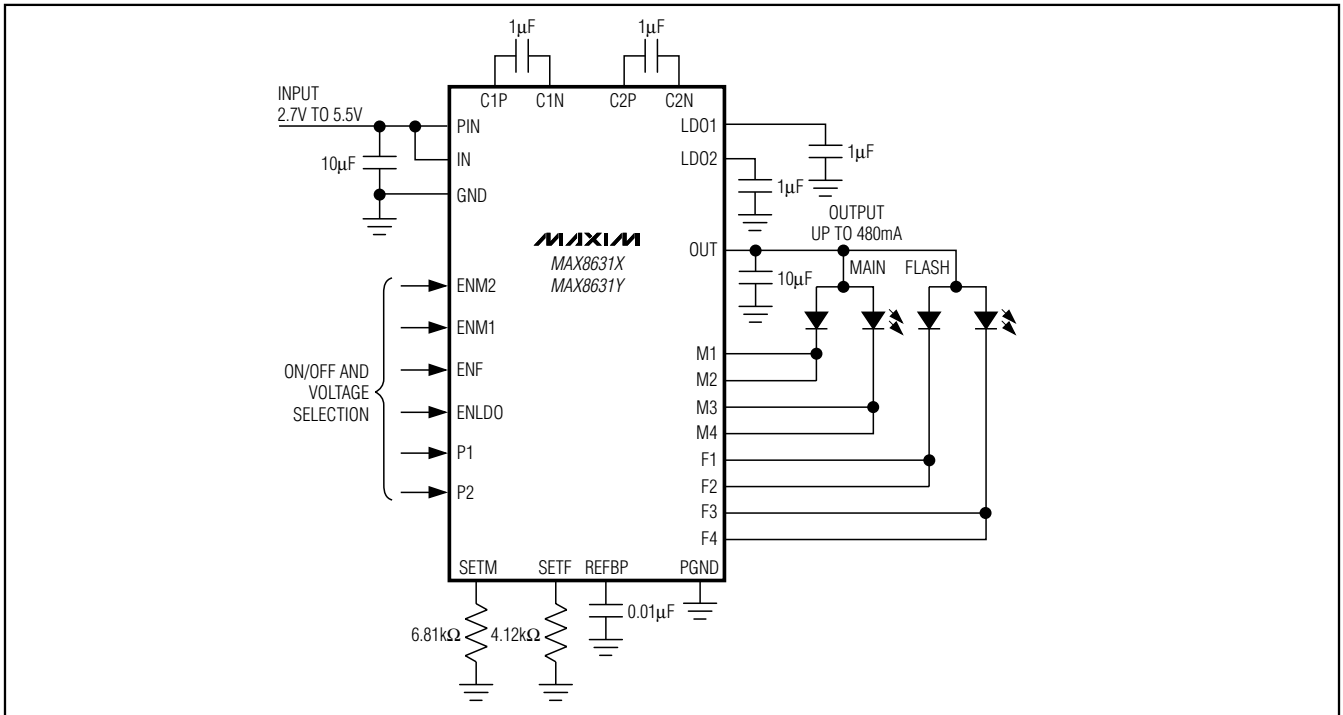 1μF
1μF
C1P
C1N
C2P
C2N
INPUT
2.7V TO 5.5V
PIN
IN
10μF
GND
LDO1
1μF
LDO2
1μF
OUTPUT
UP TO 480mA
OUT
MAIN
FLASH
10μF
MAXIM
MAX8631X
MAX8631Y
ON/OFF AND
VOLTAGE
SELECTION
ENM2
ENM1
ENF
ENLDO
P1
P2
M1
M2
M3
M4
F1
F2
F3
F4
SETM
SETF
REFBP
PGND
6.81kΩ
4.12kΩ
0.01μF